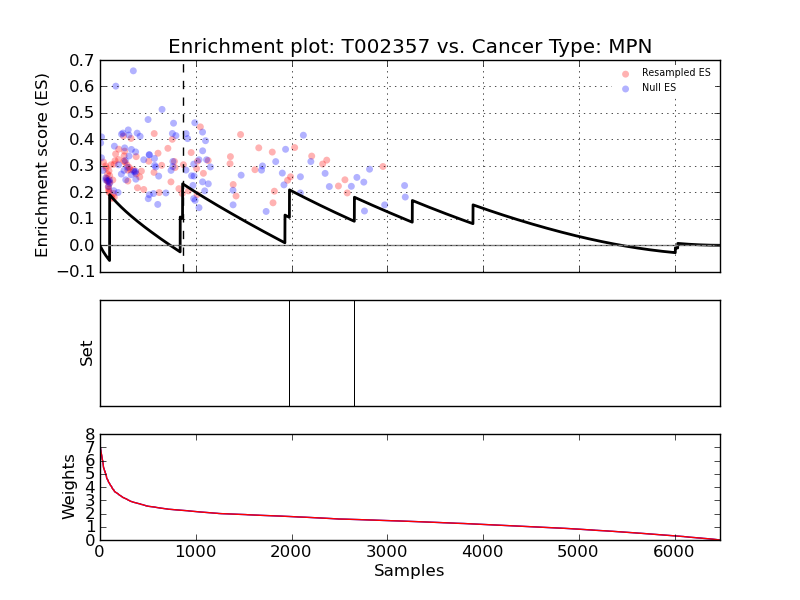 Enrichment plot: T002357 vs. Cancer Type: MPN
0.7
0.6
0.5
0.4
0.3
0.2
0.1
0.0
−0.1
Enrichment score (ES)
Resampled ES
Null ES
Set
8
7
6
5
4
3
2
1
0
Weights
0 1000 2000 3000 4000 5000 6000
Samples